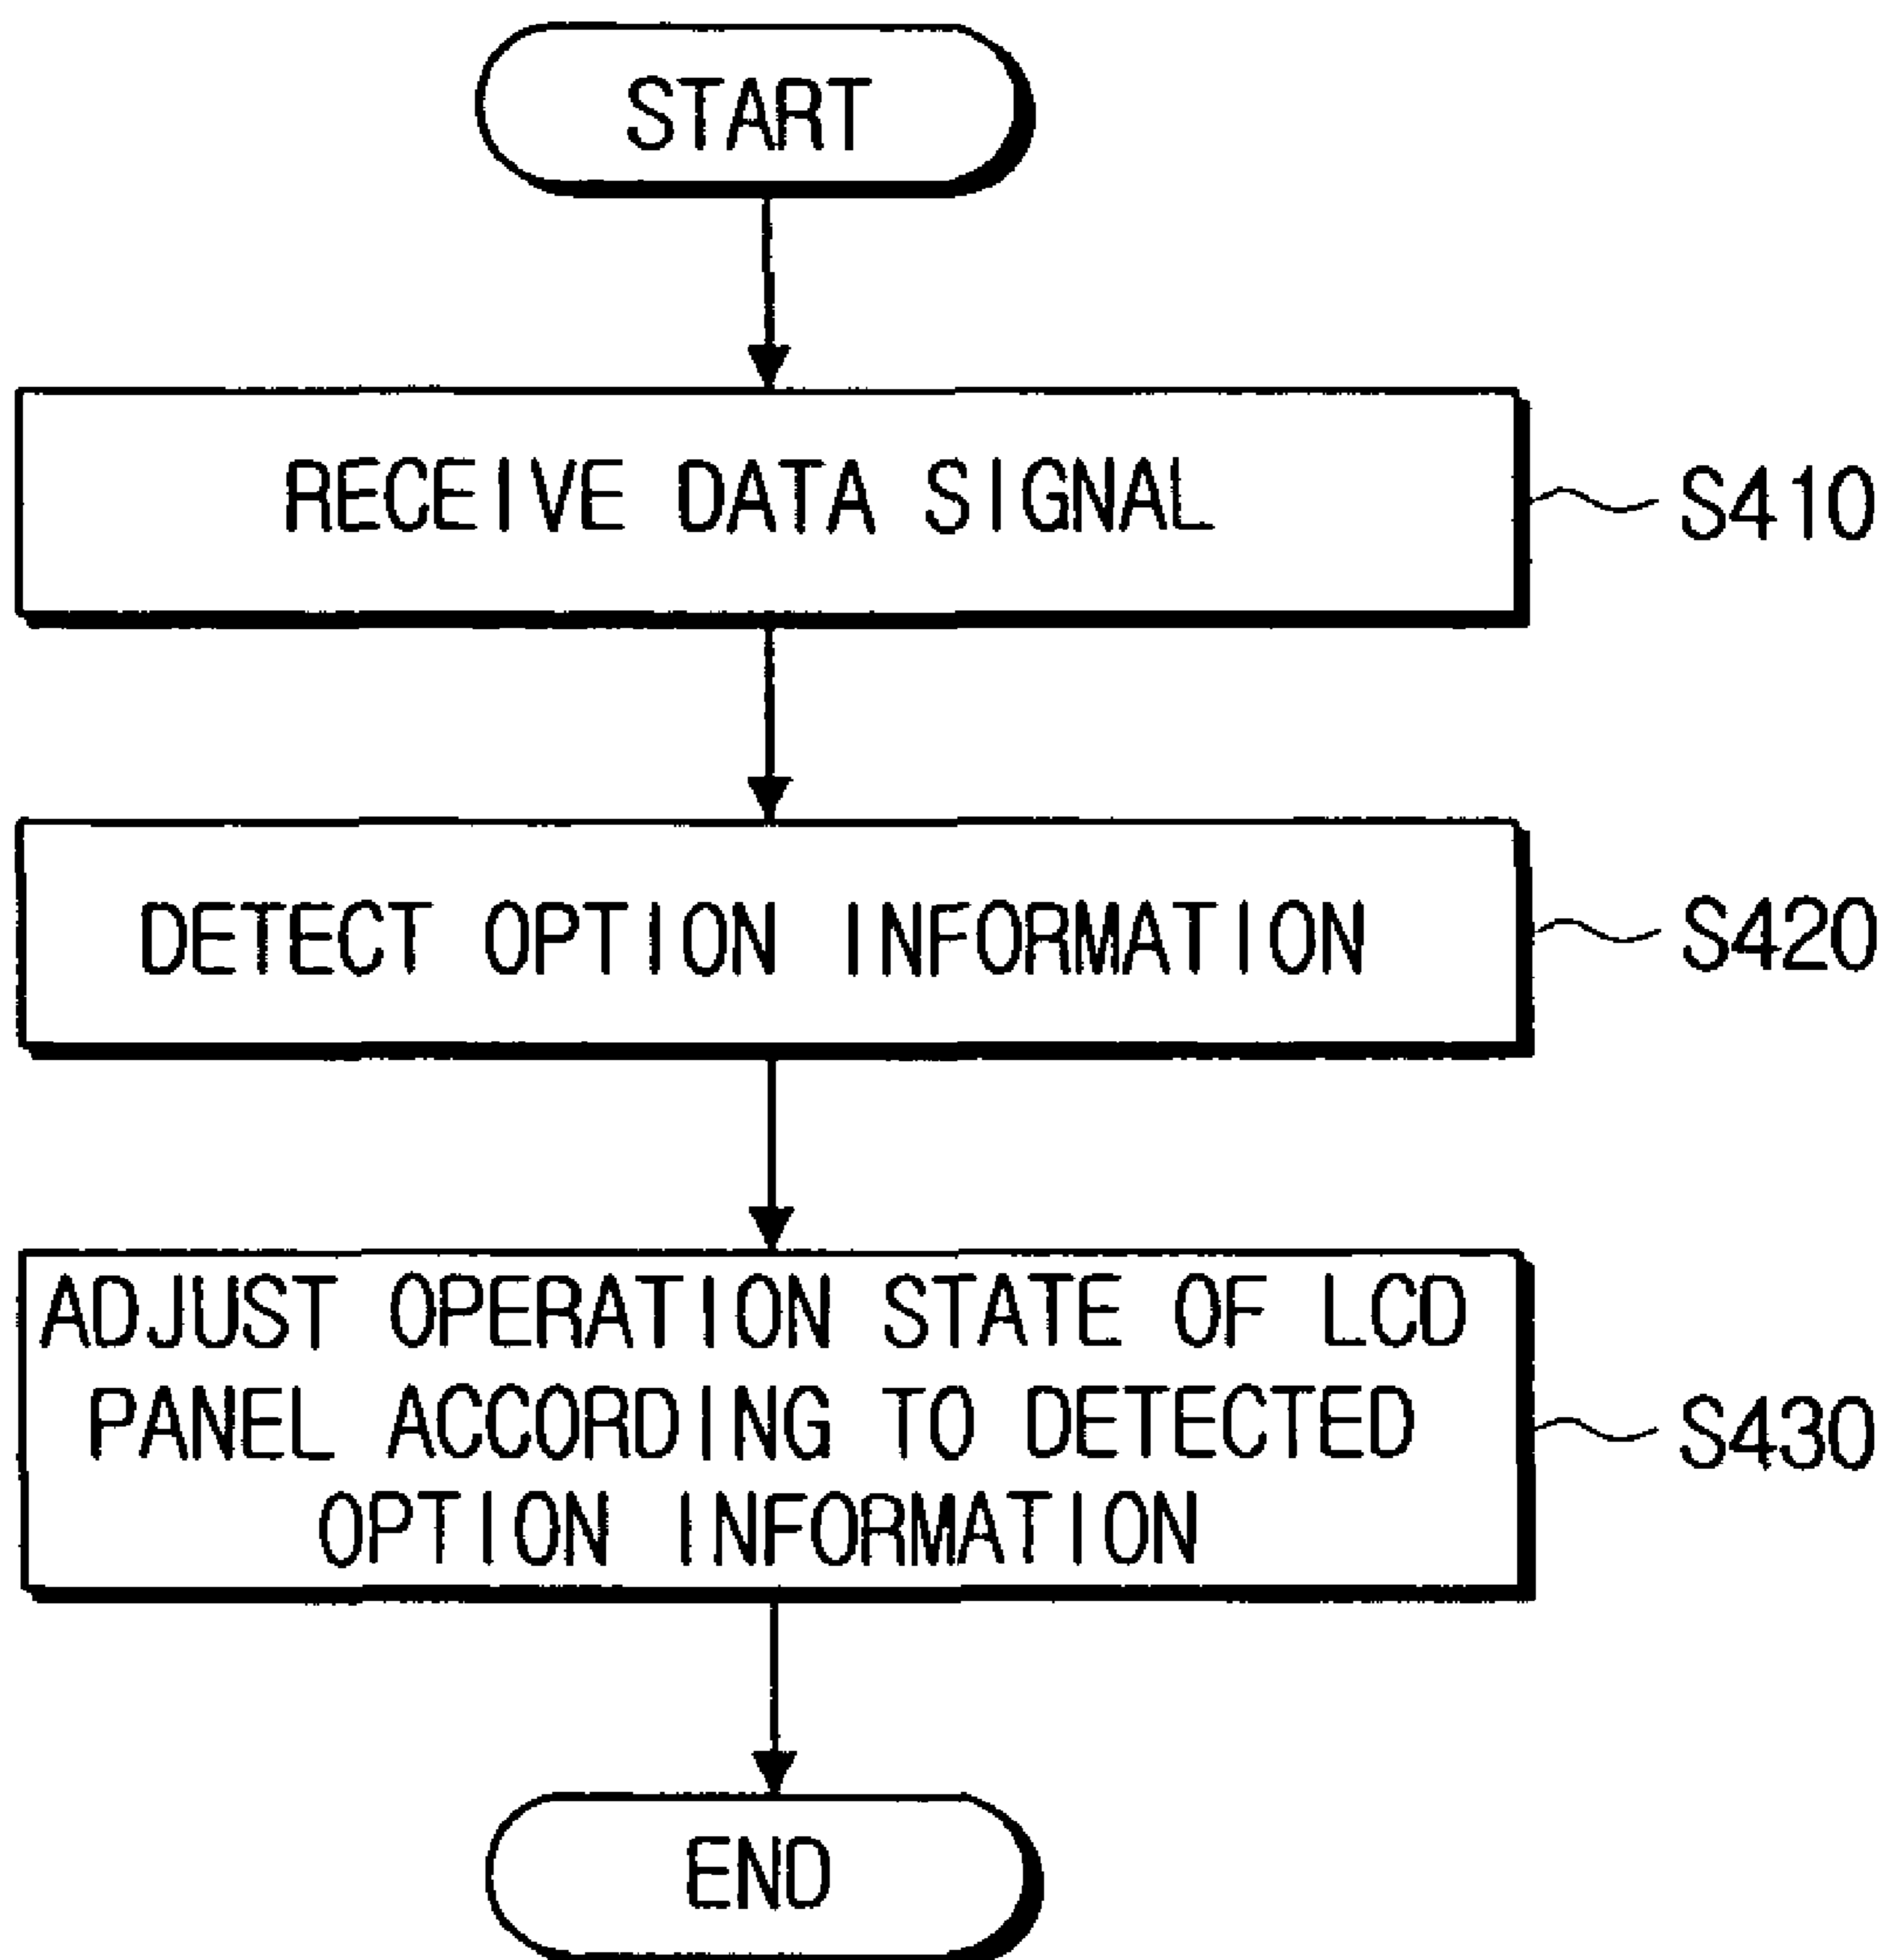 START
RECEIVE DATA SIGNAL
S410
DETECT OPTION INFORMATION
S420
ADJUST OPERATION STATE OF LCD
PANEL ACCORDING TO DETECTED
OPTION INFORMATION
S430
END